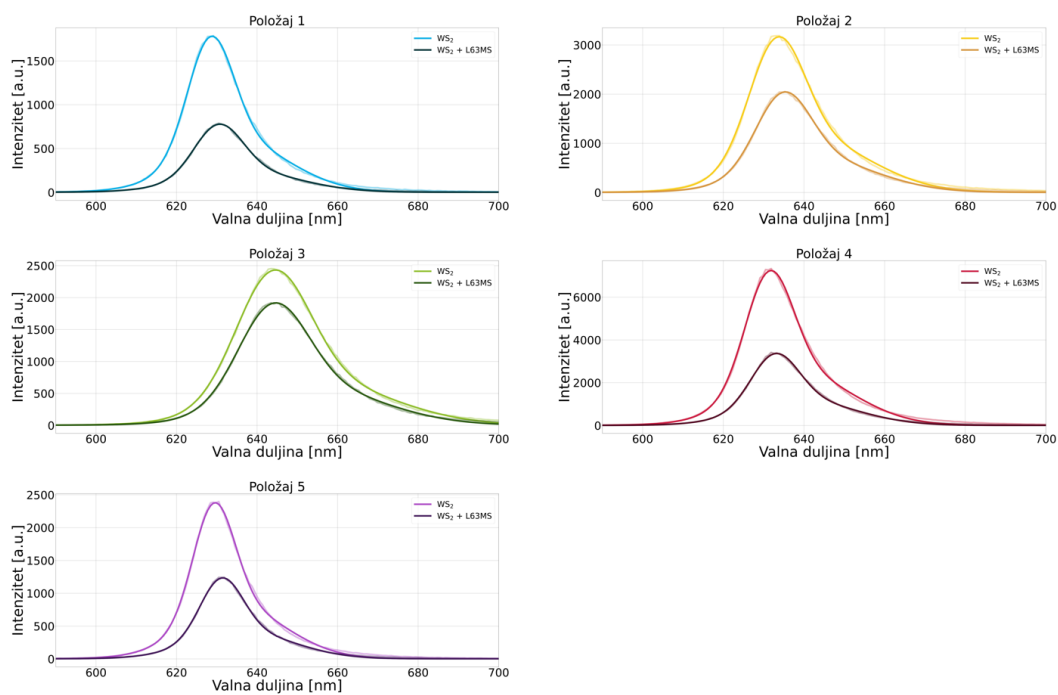 Položaj 1
Intenzitet [a.u.]
1500
1000
500
0
WS₂
WS₂ + L63MS
600 620 640 660 680 700
Valna duljina [nm]
Položaj 2
Intenzitet [a.u.]
3000
2000
1000
0
WS₂
WS₂ + L63MS
600 620 640 660 680 700
Valna duljina [nm]
Položaj 3
Intenzitet [a.u.]
2500
2000
1500
1000
500
0
WS₂
WS₂ + L63MS
600 620 640 660 680 700
Valna duljina [nm]
Položaj 4
Intenzitet [a.u.]
6000
4000
2000
0
WS₂
WS₂ + L63MS
600 620 640 660 680 700
Valna duljina [nm]
Položaj 5
Intenzitet [a.u.]
2500
2000
1500
1000
500
0
WS₂
WS₂ + L63MS
600 620 640 660 680 700
Valna duljina [nm]